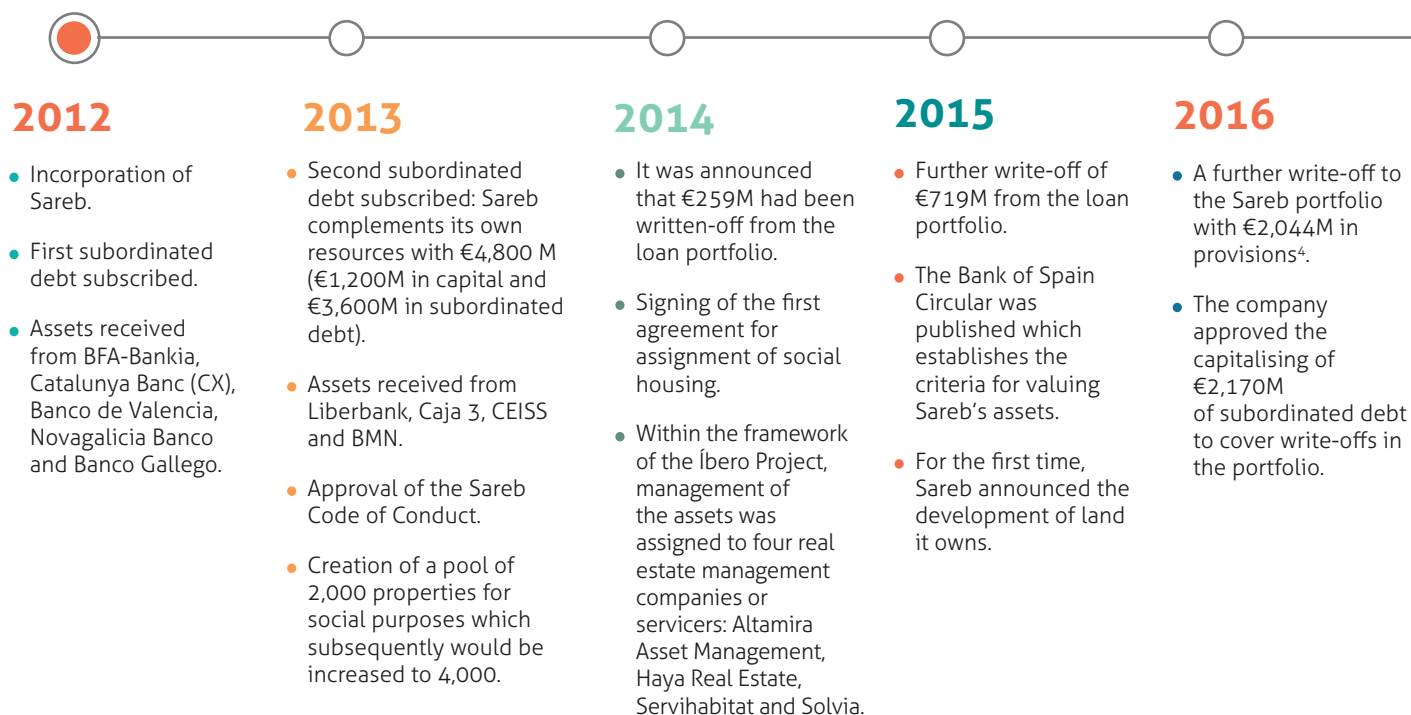 2012
• Incorporation of
Sareb.
• First subordinated
debt subscribed.
• Assets received
from BFA-Bankia,
Catalunya Banc (CX),
Banco de Valencia,
Novagalicia Banco
and Banco Gallego.
2013
• Second subordinated
debt subscribed: Sareb
complements its own
resources with €4,800 M
(€1,200M in capital and
€3,600M in subordinated
debt).
• Assets received from
Liberbank, Caja 3, CEISS
and BMN.
• Approval of the Sareb
Code of Conduct.
• Creation of a pool of
2,000 properties for
social purposes which
subsequently would be
increased to 4,000.
2014
• It was announced
that €259M had been
written-off from the
loan portfolio.
• Signing of the first
agreement for
assignment of social
housing.
• Within the framework
of the Íbero Project,
management of
the assets was
assigned to four real
estate management
companies or
servicers: Altamira
Asset Management,
Haya Real Estate,
Servihabitat and Solvia.
2015
• Further write-off of
€719M from the loan
portfolio.
• The Bank of Spain
Circular was
published which
establishes the
criteria for valuing
Sareb’s assets.
• For the first time,
Sareb announced the
development of land
it owns.
2016
• A further write-off to
the Sareb portfolio
with €2,044M in
provisions⁴.
• The company
approved the
capitalising of
€2,170M
of subordinated debt
to cover write-offs in
the portfolio.